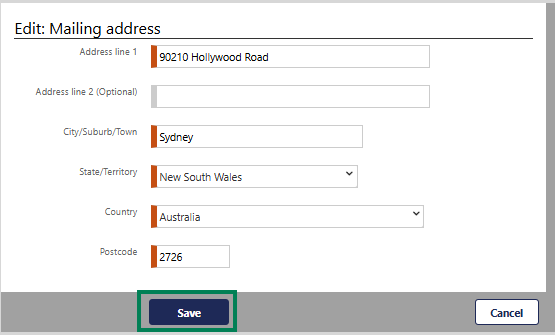 Edit: Mailing address
Address line 1 90210 Hollywood Road
Address line 2 (Optional)
City/Suburb/Town Sydney
State/Territory New South Wales
Country Australia
Postcode 2726
Save Cancel